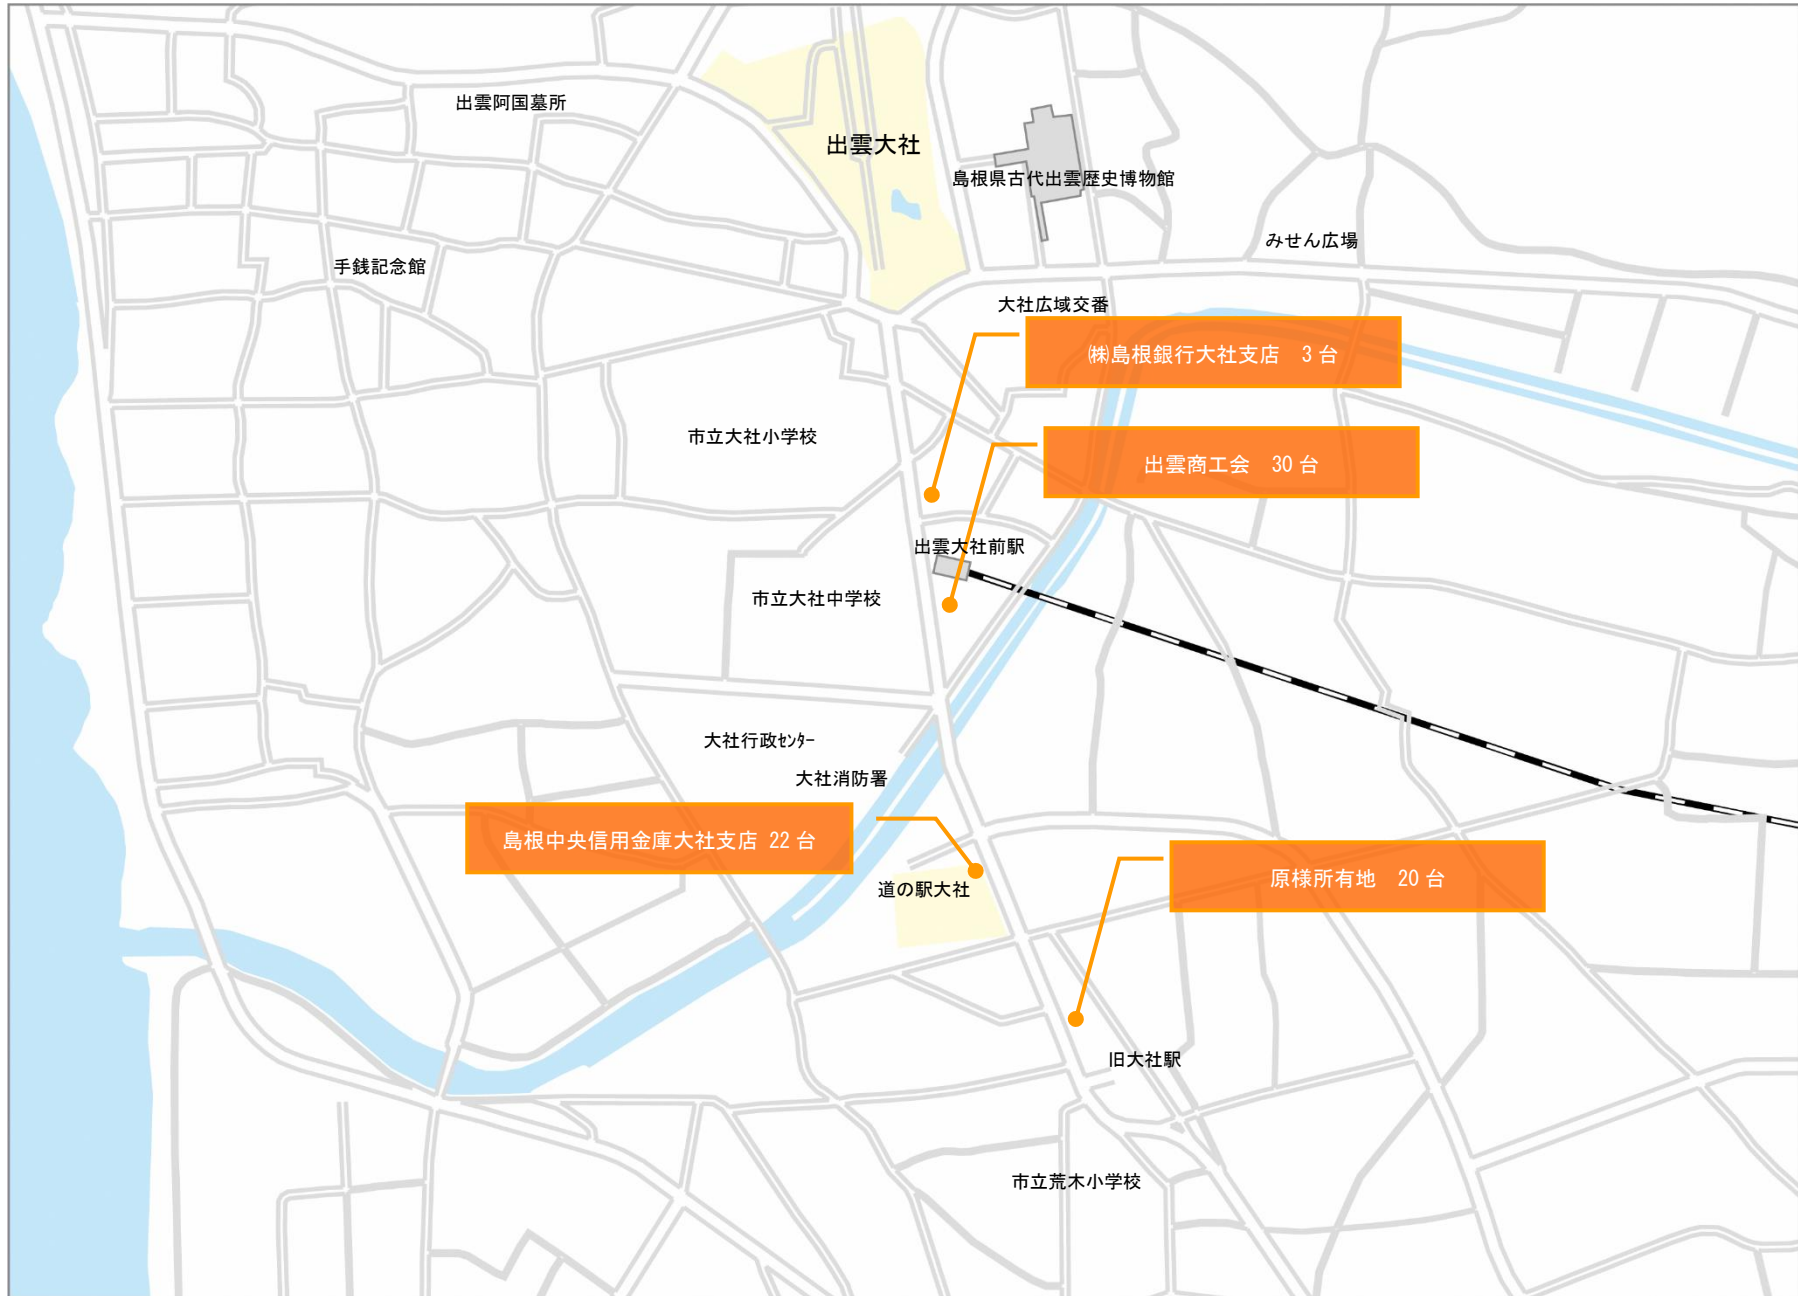 出雲阿国墓所
出雲大社
島根県古代出雲歴史博物館
みせん広場
手銭記念館
大社広域交番
㈱島根銀行大社支店　3 台
市立大社小学校
出雲商工会　30 台
出雲大社前駅
市立大社中学校
大社行政ｾﾝﾀｰ
大社消防署
島根中央信用金庫大社支店 22 台
道の駅大社
原様所有地　20 台
旧大社駅
市立荒木小学校